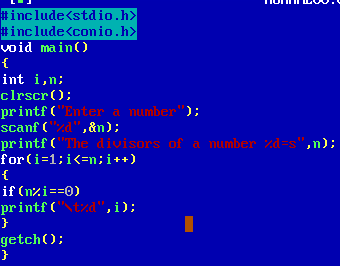 #include<stdio.h>
#include<conio.h>
void main()
{
int i,n;
clrscr();
printf("Enter a number");
scanf("%d",&n);
printf("The divisors of a number %d=s",n);
for(i=1;i<=n;i++)
{
if(n%i==0)
printf("\t%d",i);
}
getch();
}